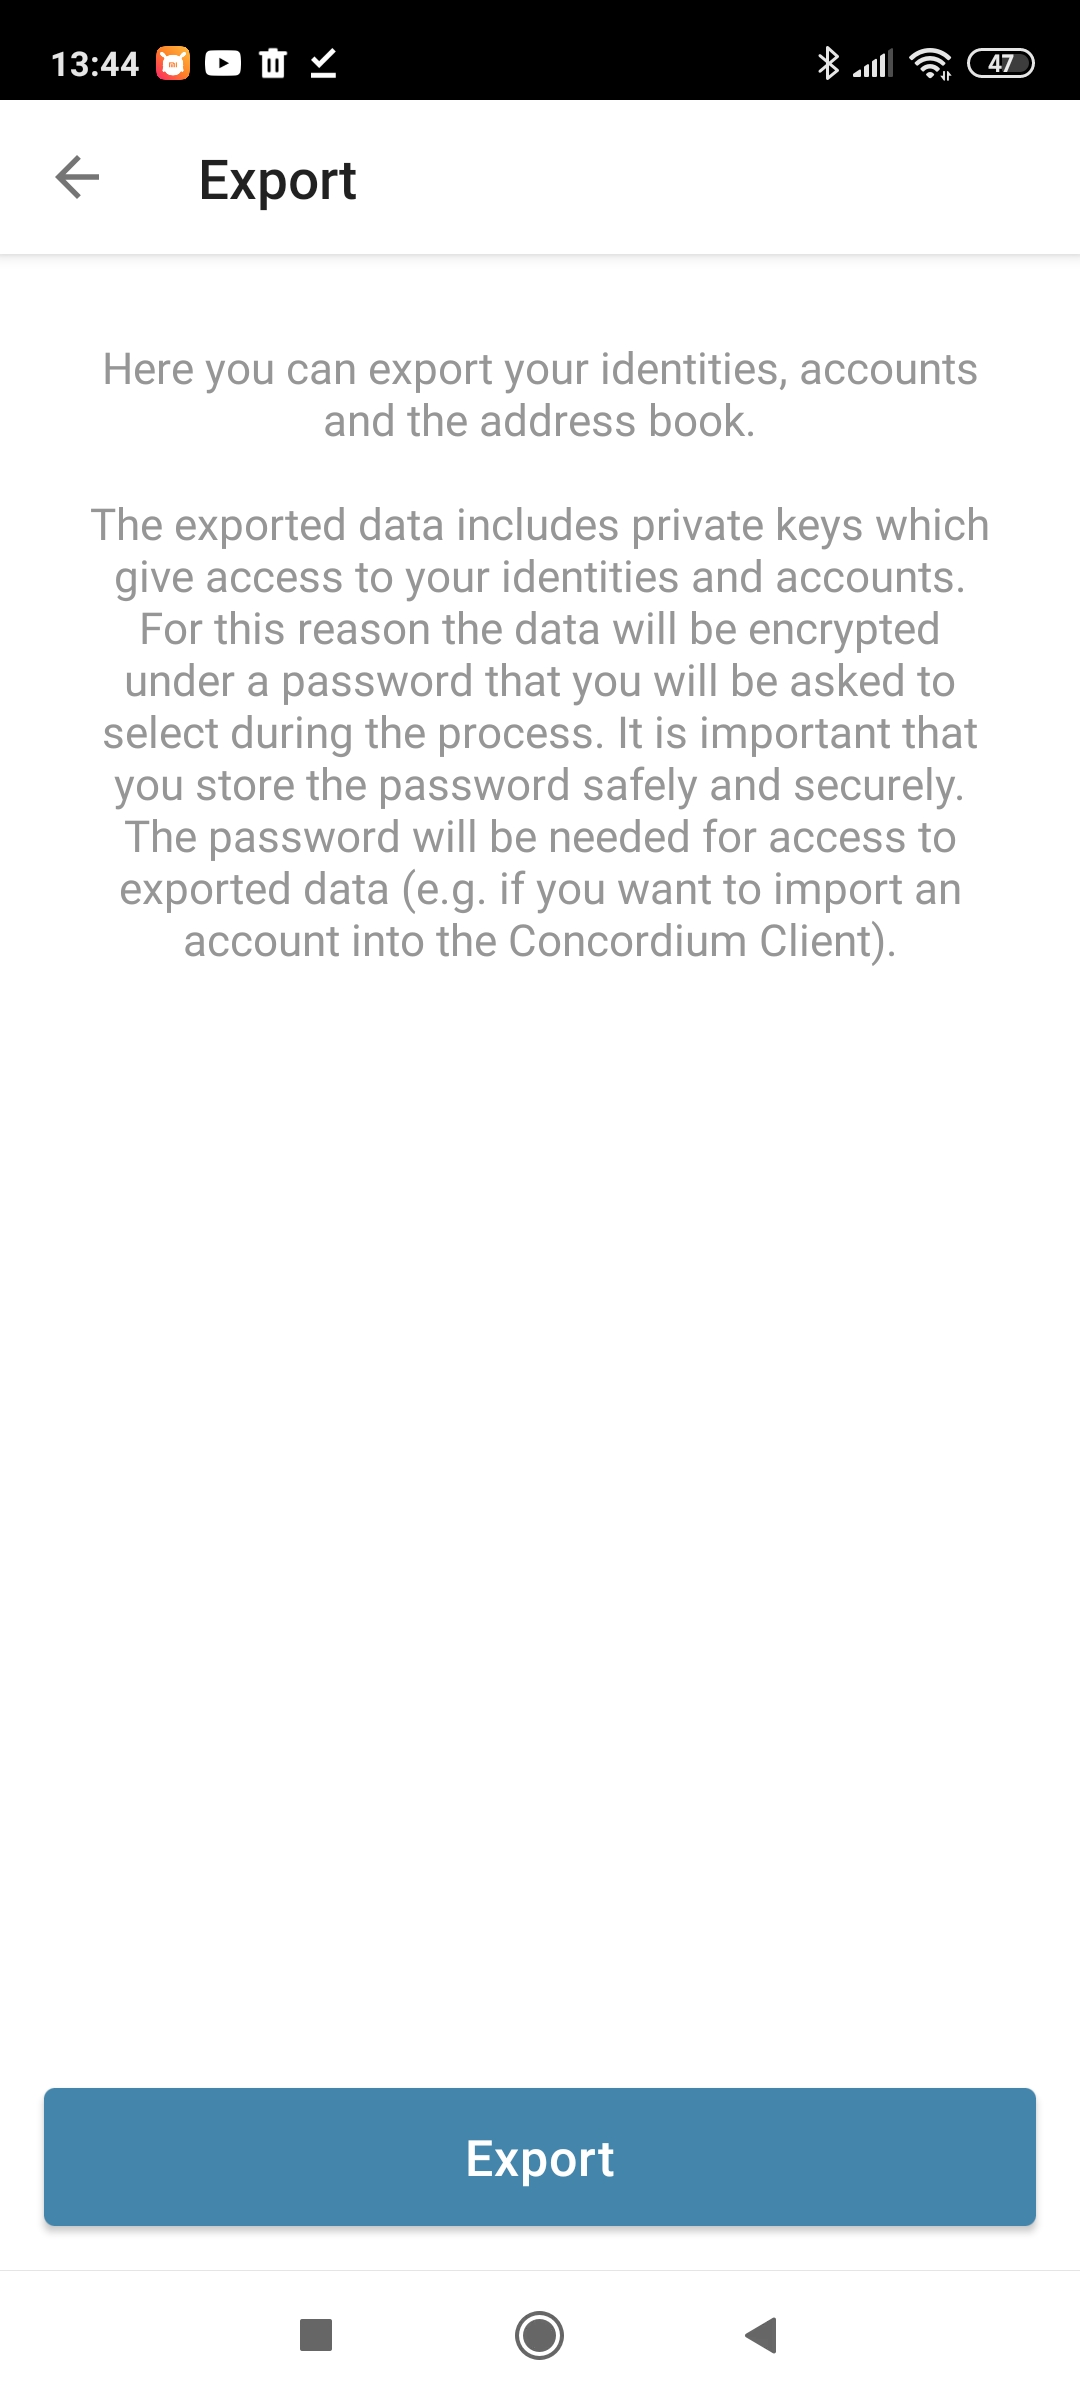 13:44
47
Export
Here you can export your identities, accounts
and the address book.
The exported data includes private keys which
give access to your identities and accounts.
For this reason the data will be encrypted
under a password that you will be asked to
select during the process. It is important that
you store the password safely and securely.
The password will be needed for access to
exported data (e.g. if you want to import an
account into the Concordium Client).
Export